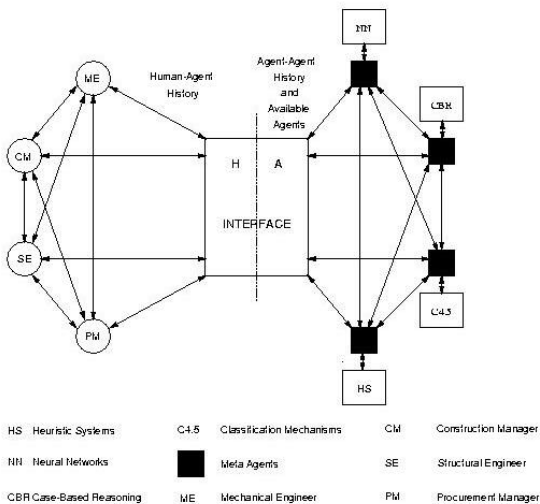 NN
ME
Human-Agent
History
Agent-Agent
History
and
Available
Agents
CBR
H A
CM
INTERFACE
SE
C4.5
PM
HS
HS Heuristic Systems C4.5 Classification Mechanisms CM Construction Manager
NN Neural Networks Meta Agents SE Structural Engineer
CBR Case-Based Reasoning ME Mechanical Engineer PM Procurement Manager